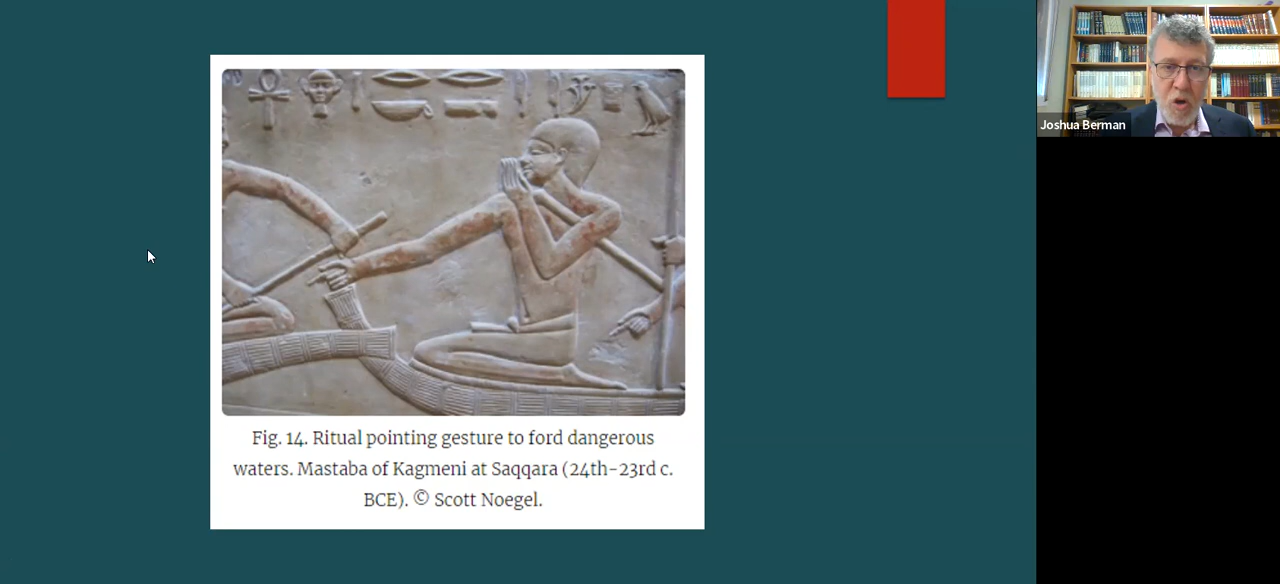 Fig. 14. Ritual pointing gesture to ford dangerous
waters. Mastaba of Kagmeni at Saqqara (24th–23rd c.
BCE). © Scott Noegel.
Joshua Berman